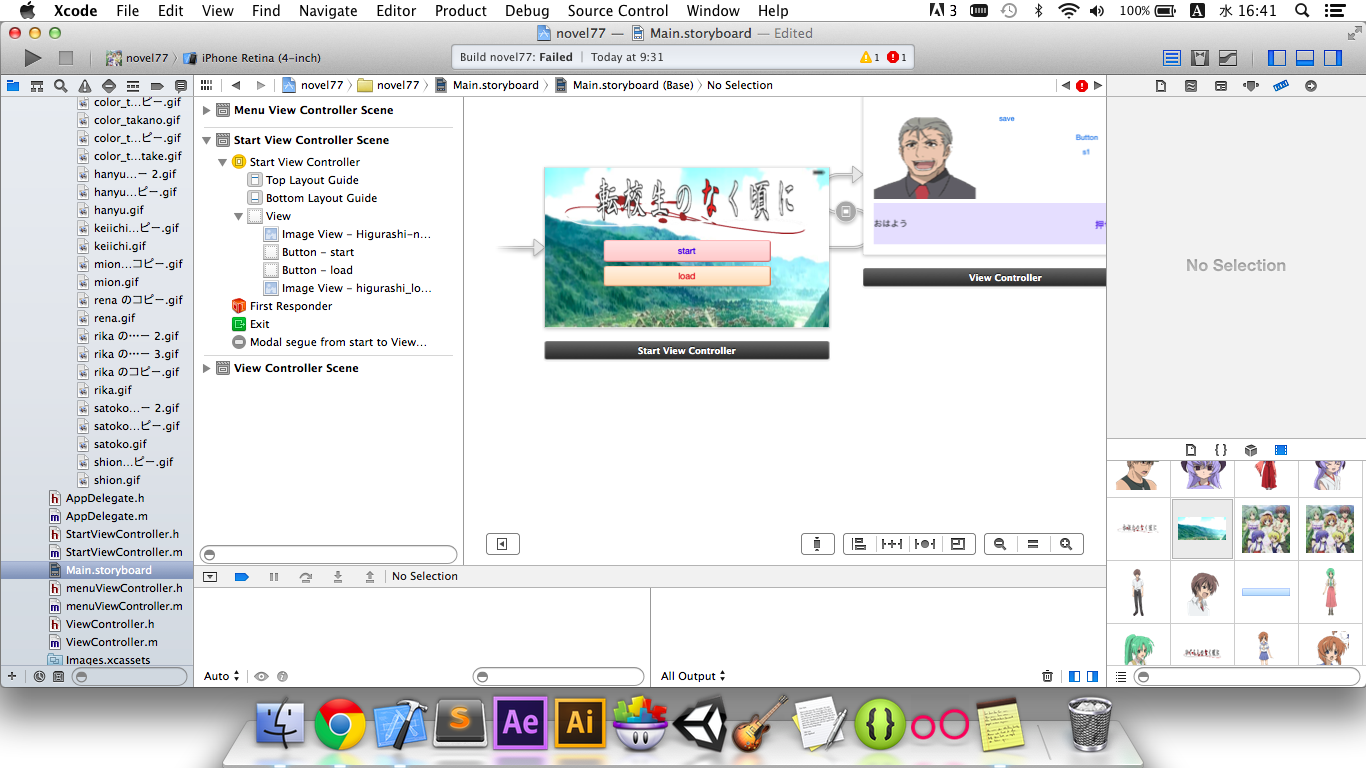 Xcode File Edit View Find Navigate Editor Product Debug Source Control Window Help 3 100% A 水 16:41
novel77 — Main.storyboard — Edited
novel77 〉 iPhone Retina (4-inch) Build novel77: Failed | Today at 9:31 1 1
novel77 〉 novel77 〉 Main.storyboard 〉 Main.storyboard (Base) 〉 No Selection
color_t...ピー.gif
color_takano.gif
color_t...ピー.gif
color_t...take.gif
hanyu...ー 2.gif
hanyu...ピー.gif
hanyu.gif
keiichi...ピー.gif
keiichi.gif
mion...コピー.gif
mion.gif
rena のコピー.gif
rena.gif
rika の...ー 2.gif
rika の...ー 3.gif
rika のコピー.gif
rika.gif
satoko...ー 2.gif
satoko...ピー.gif
satoko.gif
shion...ピー.gif
shion.gif
AppDelegate.h
AppDelegate.m
StartViewController.h
StartViewController.m
Main.storyboard
menuViewController.h
menuViewController.m
ViewController.h
ViewController.m
Images.xcassets
Menu View Controller Scene
Start View Controller Scene
Start View Controller
Top Layout Guide
Bottom Layout Guide
View
Image View – Higurashi-n...
Button – start
Button – load
Image View – higurashi_lo...
First Responder
Exit
Modal segue from start to View...
View Controller Scene
転校生のなく頃に
start
load
Start View Controller
save
Button
s1
おはよう
押
View Controller
No Selection
No Selection
Auto
All Output
S
Ae
Ai
{}